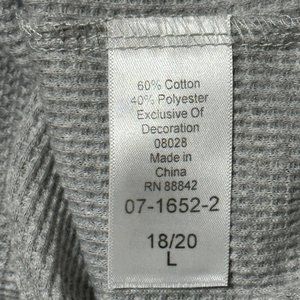 60% Cotton
40% Polyester
Exclusive Of
Decoration
08028
Made in
China
RN 88842
07-1652-2
18/20
L